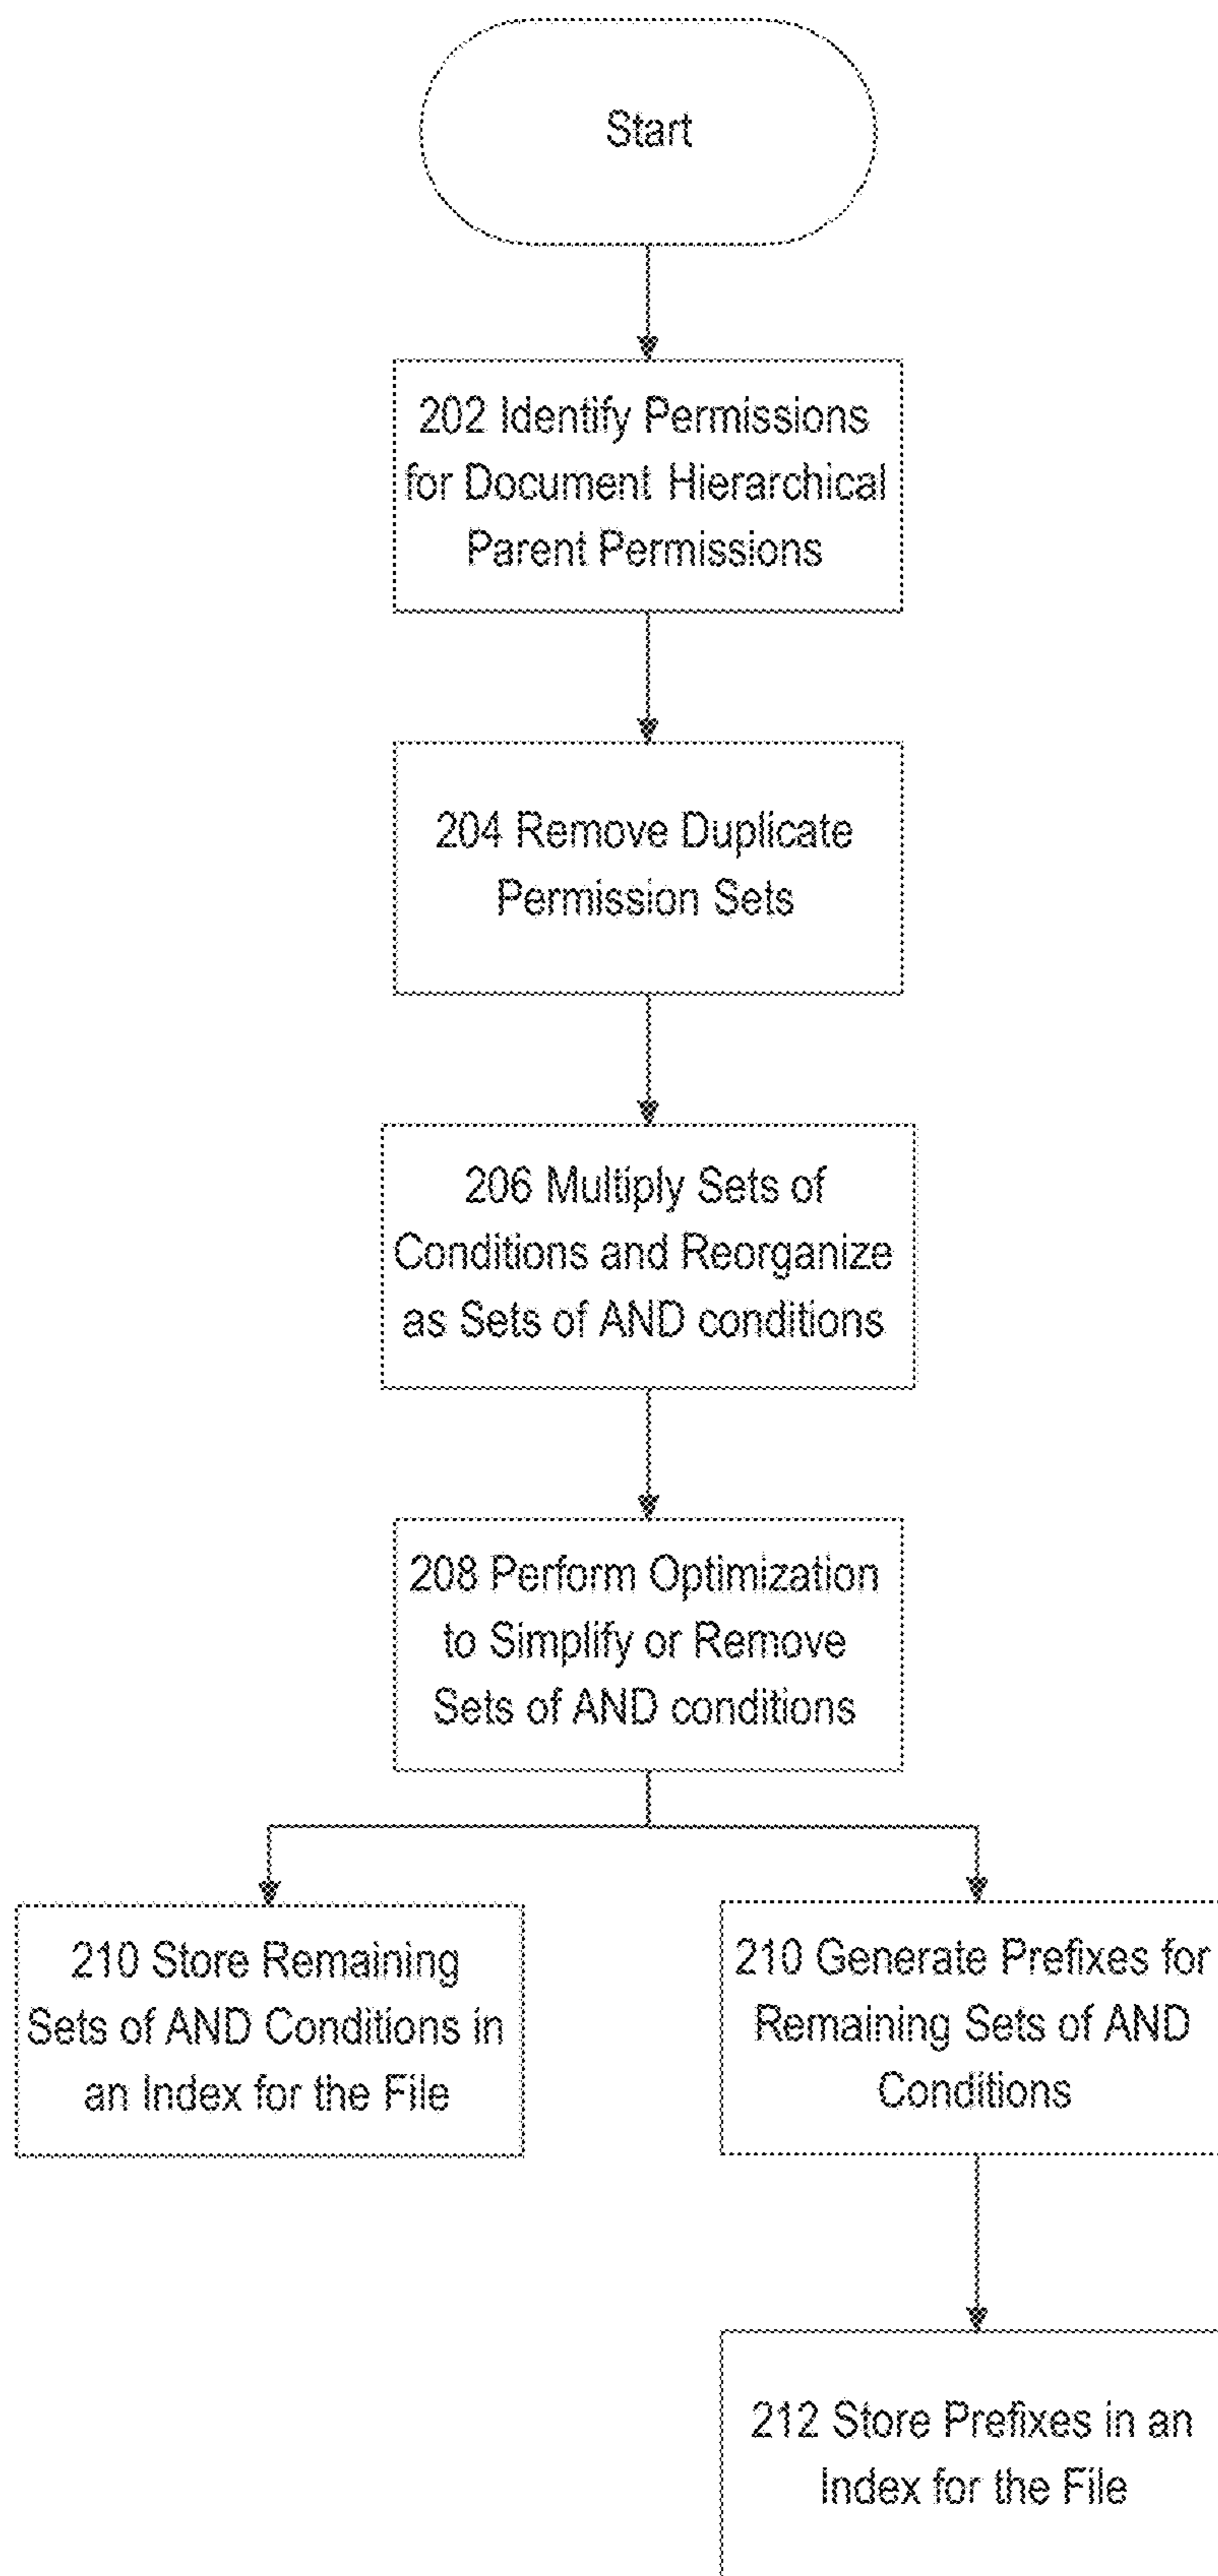 Start
202 Identify Permissions
for Document Hierarchical
Parent Permissions
204 Remove Duplicate
Permission Sets
206 Multiply Sets of
Conditions and Reorganize
as Sets of AND conditions
208 Perform Optimization
to Simplify or Remove
Sets of AND conditions
210 Store Remaining
Sets of AND Conditions in
an Index for the File
210 Generate Prefixes for
Remaining Sets of AND
Conditions
212 Store Prefixes in an
Index for the File